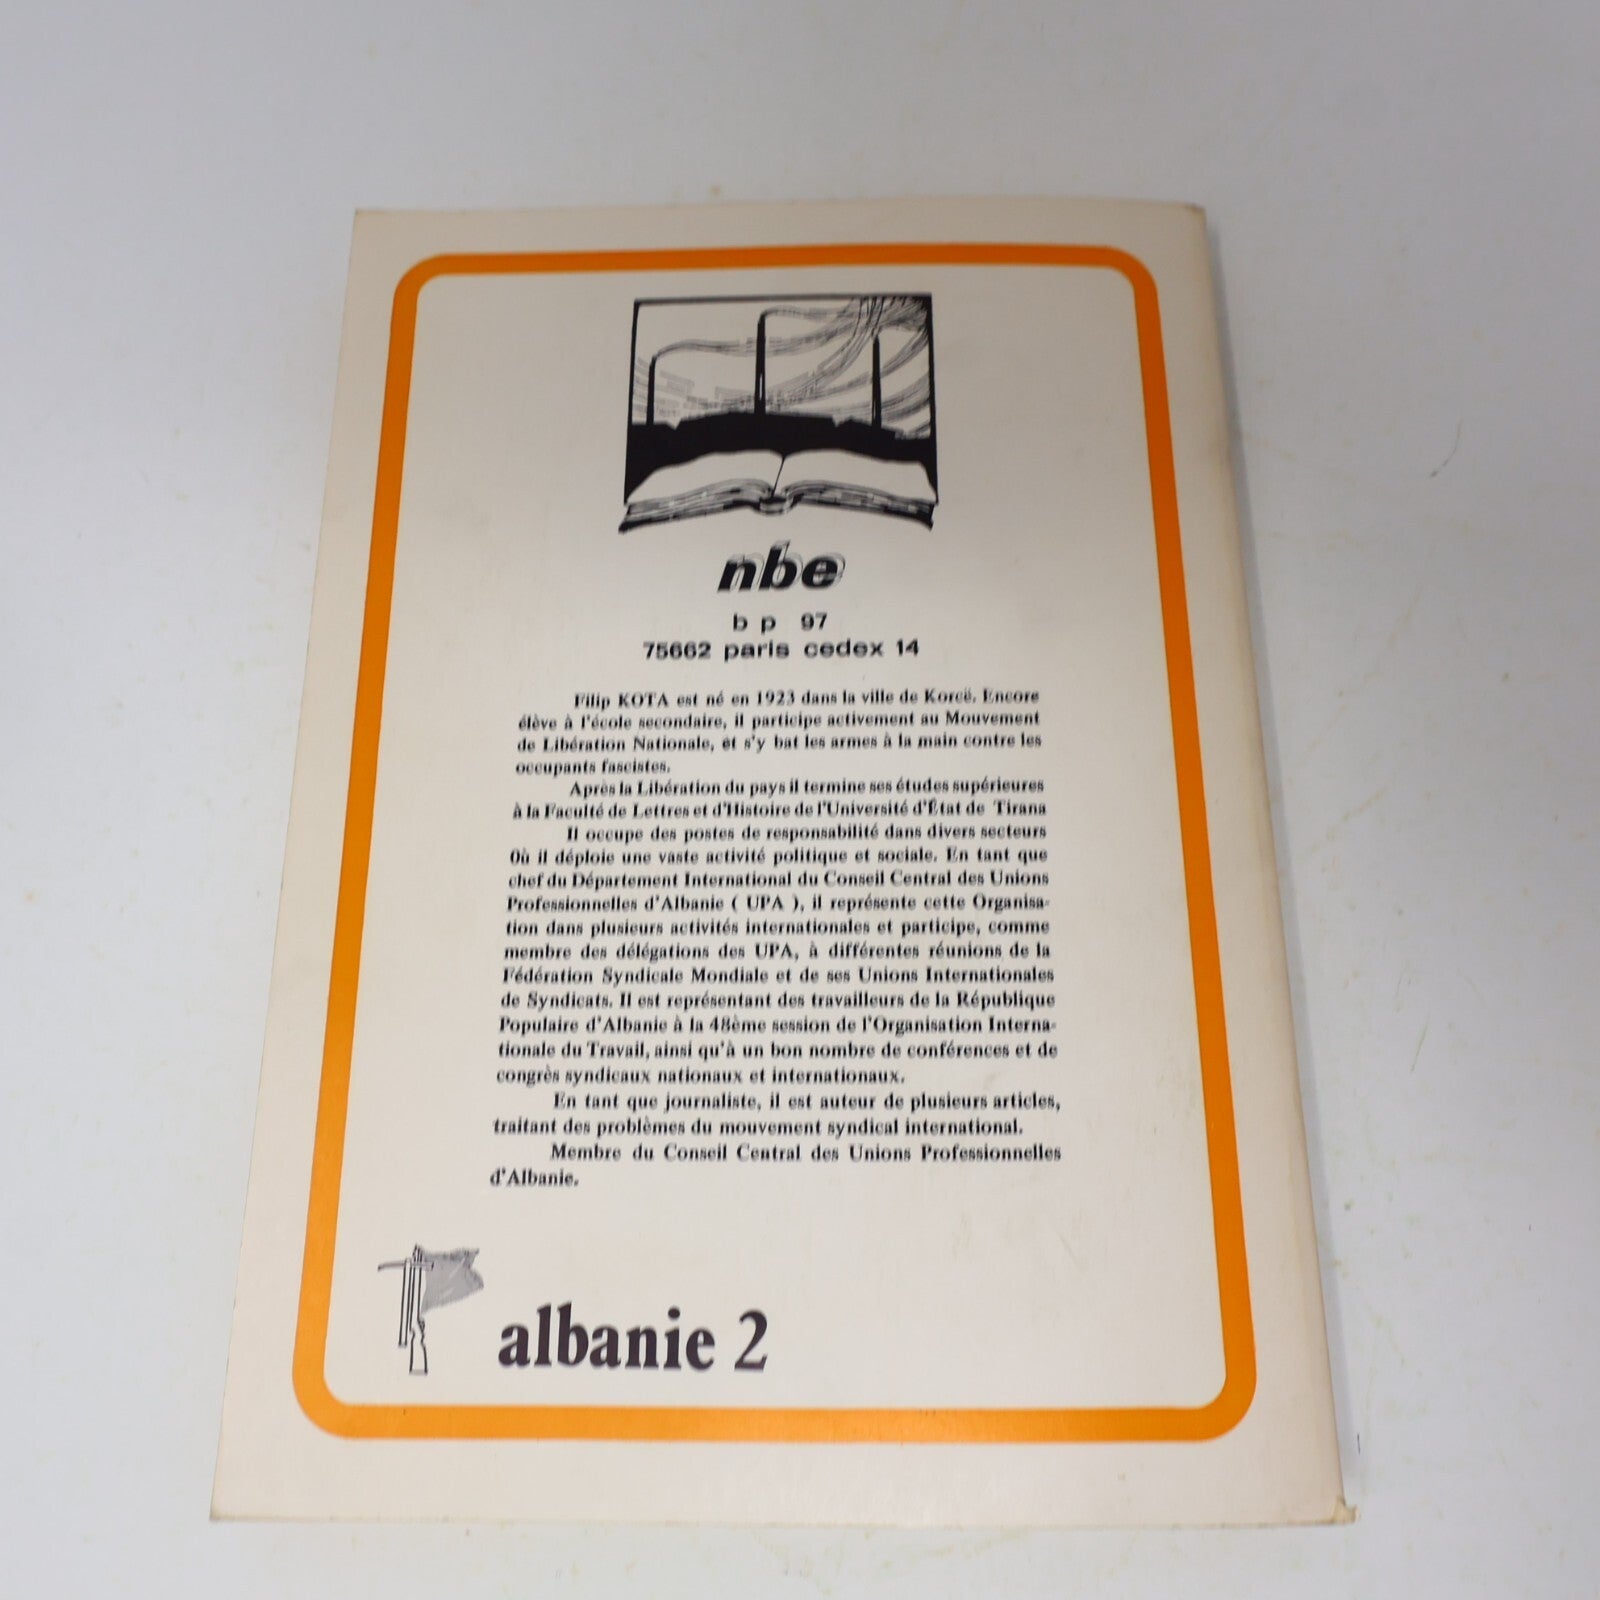 nbe
b p 97
75662 paris cedex 14
Filip KOTA est né en 1923 dans la ville de Korcë. Encore
élève à l'école secondaire, il participe activement au Mouvement
de Libération Nationale, et s'y bat les armes à la main contre les
occupants fascistes.
Après la Libération du pays il termine ses études supérieures
à la Faculté de Lettres et d'Histoire de l'Université d'État de Tirana
Il occupe des postes de responsabilité dans divers secteurs
Où il déploie une vaste activité politique et sociale. En tant que
chef du Département International du Conseil Central des Unions
Professionnelles d'Albanie ( UPA ), il représente cette Organisa-
tion dans plusieurs activités internationales et participe, comme
membre des délégations des UPA, à différentes réunions de la
Fédération Syndicale Mondiale et de ses Unions Internationales
de Syndicats. Il est représentant des travailleurs de la République
Populaire d'Albanie à la 48ème session de l'Organisation Interna-
tionale du Travail, ainsi qu'à un bon nombre de conférences et de
congrès syndicaux nationaux et internationaux.
En tant que journaliste, il est auteur de plusieurs articles,
traitant des problèmes du mouvement syndical international.
Membre du Conseil Central des Unions Professionnelles
d'Albanie.
albanie 2